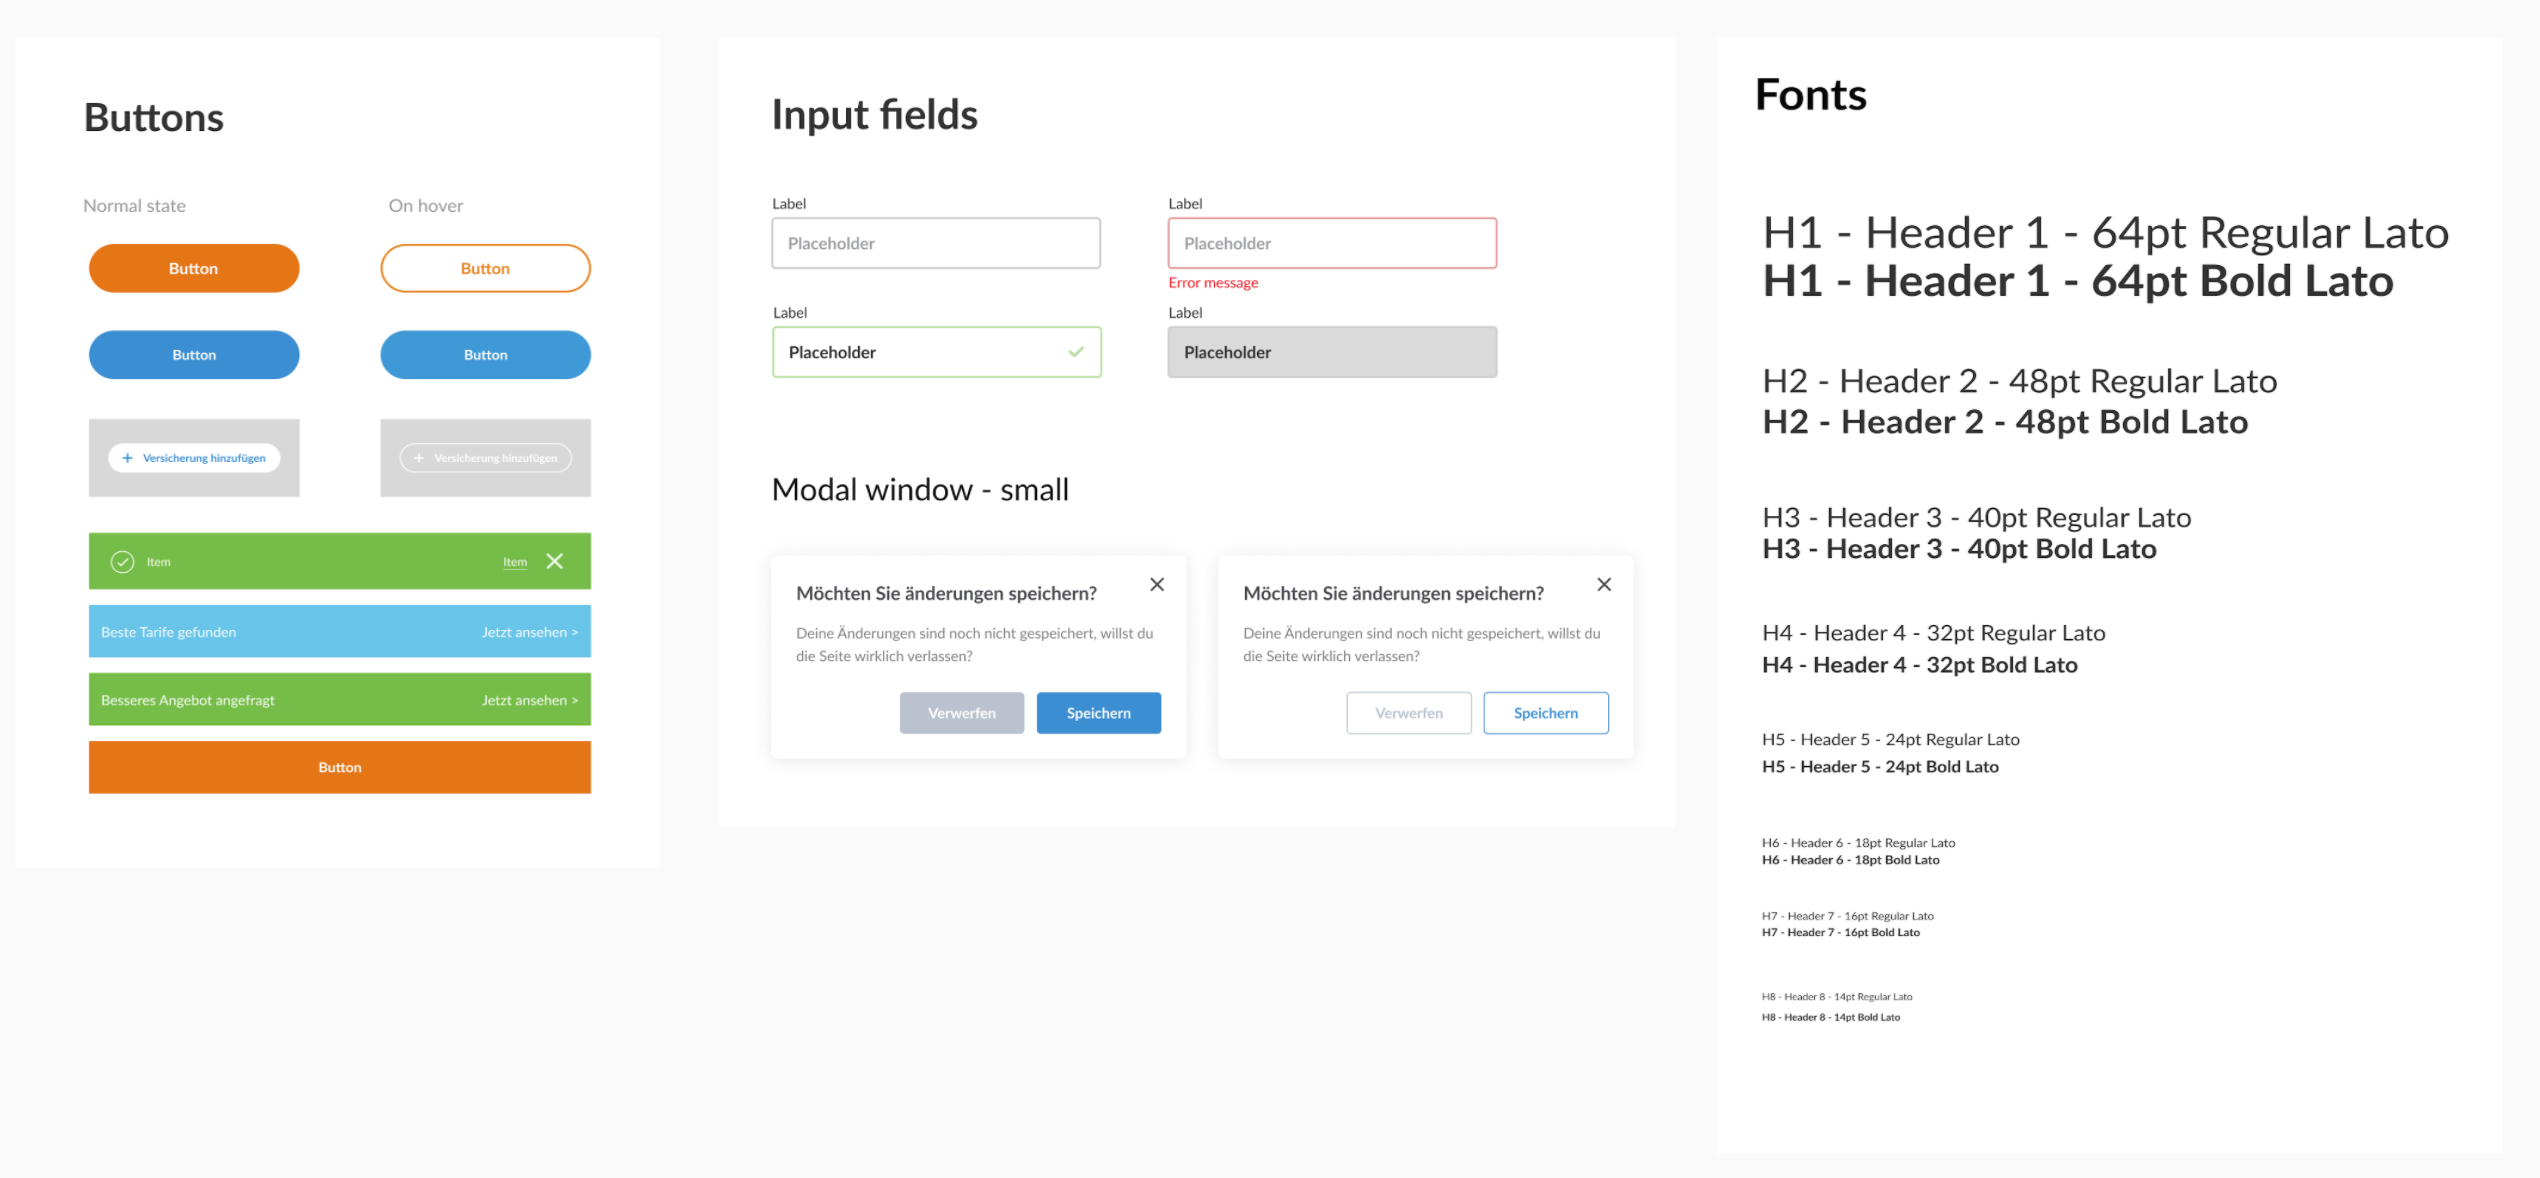 Buttons
Normal state
On hover
Button
Button
Button
Button
+ Versicherung hinzufügen
+ Versicherung hinzufügen
Item
Item
Beste Tarife gefunden
Jetzt ansehen >
Besseres Angebot angefragt
Jetzt ansehen >
Button
Input fields
Label
Placeholder
Label
Placeholder
Error message
Label
Placeholder
Label
Placeholder
Modal window - small
Möchten Sie änderungen speichern?
Deine Änderungen sind noch nicht gespeichert, willst du
die Seite wirklich verlassen?
Verwerfen
Speichern
Möchten Sie änderungen speichern?
Deine Änderungen sind noch nicht gespeichert, willst du
die Seite wirklich verlassen?
Verwerfen
Speichern
Fonts
H1 - Header 1 - 64pt Regular Lato
H1 - Header 1 - 64pt Bold Lato
H2 - Header 2 - 48pt Regular Lato
H2 - Header 2 - 48pt Bold Lato
H3 - Header 3 - 40pt Regular Lato
H3 - Header 3 - 40pt Bold Lato
H4 - Header 4 - 32pt Regular Lato
H4 - Header 4 - 32pt Bold Lato
H5 - Header 5 - 24pt Regular Lato
H5 - Header 5 - 24pt Bold Lato
H6 - Header 6 - 18pt Regular Lato
H6 - Header 6 - 18pt Bold Lato
H7 - Header 7 - 16pt Regular Lato
H7 - Header 7 - 16pt Bold Lato
H8 - Header 8 - 14pt Regular Lato
H8 - Header 8 - 14pt Bold Lato